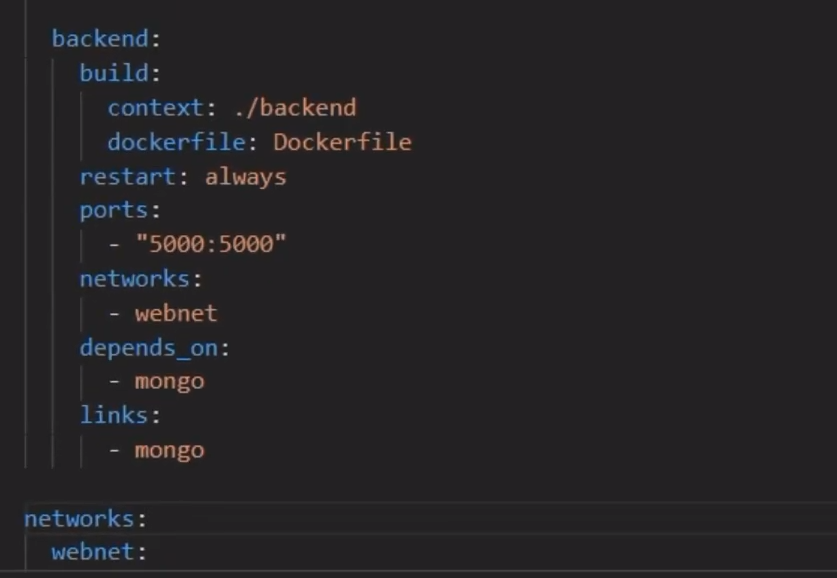 backend:
build:
context: ./backend
dockerfile: Dockerfile
restart: always
ports:
- "5000:5000"
networks:
- webnet
depends_on:
- mongo
links:
- mongo
networks:
webnet: